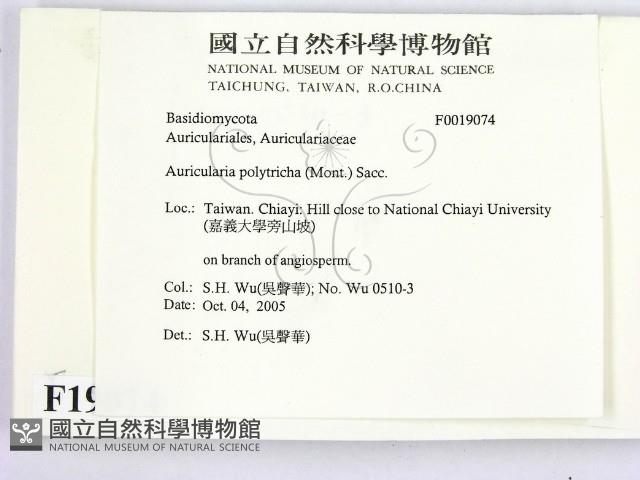 國立自然科學博物館
NATIONAL MUSEUM OF NATURAL SCIENCE
TAICHUNG, TAIWAN, R.O.CHINA
Basidiomycota F0019074
Auriculariales, Auriculariaceae
Auricularia polytricha (Mont.) Sacc.
Loc.: Taiwan. Chiayi: Hill close to National Chiayi University
(嘉義大學旁山坡)
on branch of angiosperm.
Col.: S.H. Wu(吳聲華); No. Wu 0510-3
Date: Oct. 04, 2005
Det.: S.H. Wu(吳聲華)
F19
國立自然科學博物館
NATIONAL MUSEUM OF NATURAL SCIENCE